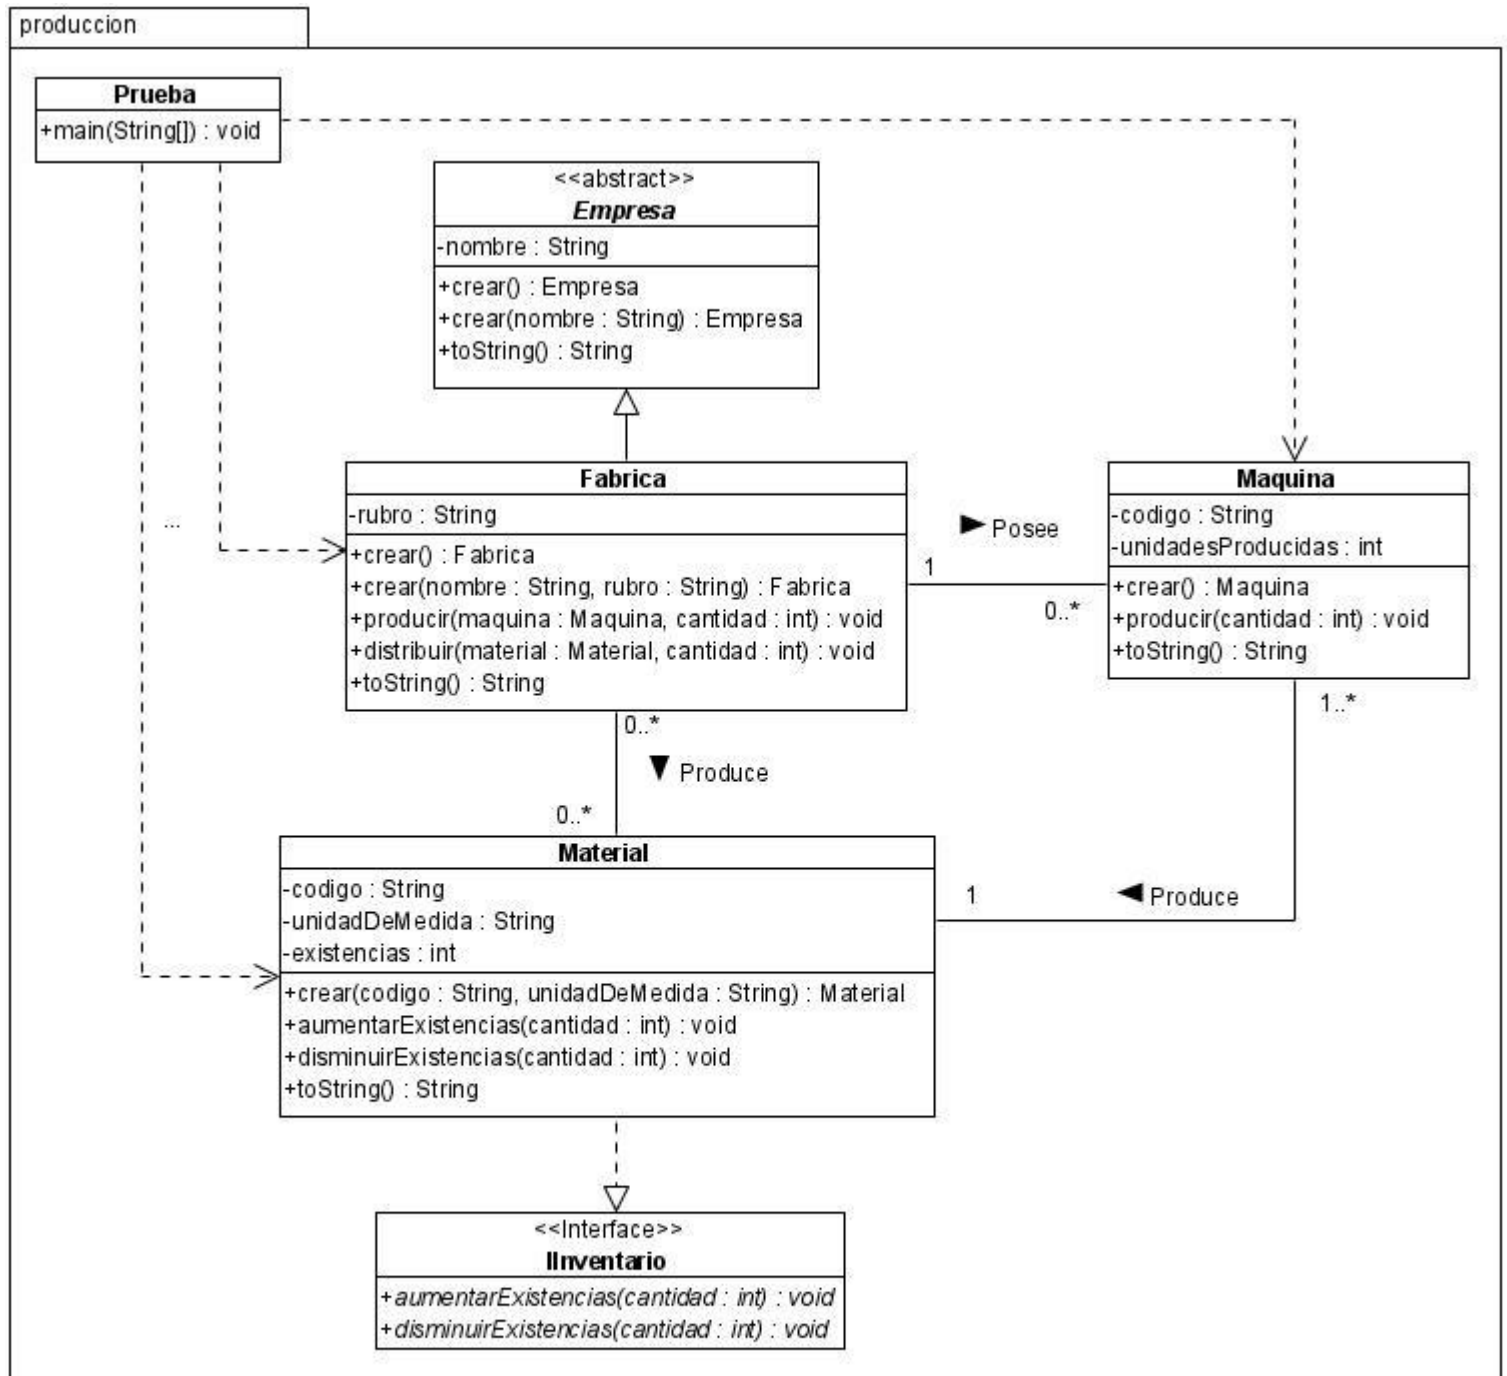 produccion
Prueba
+main(String[]) : void
<<abstract>>
Empresa
-nombre : String
+crear() : Empresa
+crear(nombre : String) : Empresa
+toString() : String
Fabrica
-rubro : String
+crear() : Fabrica
+crear(nombre : String, rubro : String) : Fabrica
+producir(maquina : Maquina, cantidad : int) : void
+distribuir(material : Material, cantidad : int) : void
+toString() : String
...
Posee
1
0..*
Maquina
-codigo : String
-unidadesProducidas : int
+crear() : Maquina
+producir(cantidad : int) : void
+toString() : String
1..*
0..*
Produce
0..*
Material
-codigo : String
-unidadDeMedida : String
-existencias : int
+crear(codigo : String, unidadDeMedida : String) : Material
+aumentarExistencias(cantidad : int) : void
+disminuirExistencias(cantidad : int) : void
+toString() : String
1
Produce
<<Interface>>
IInventario
+aumentarExistencias(cantidad : int) : void
+disminuirExistencias(cantidad : int) : void